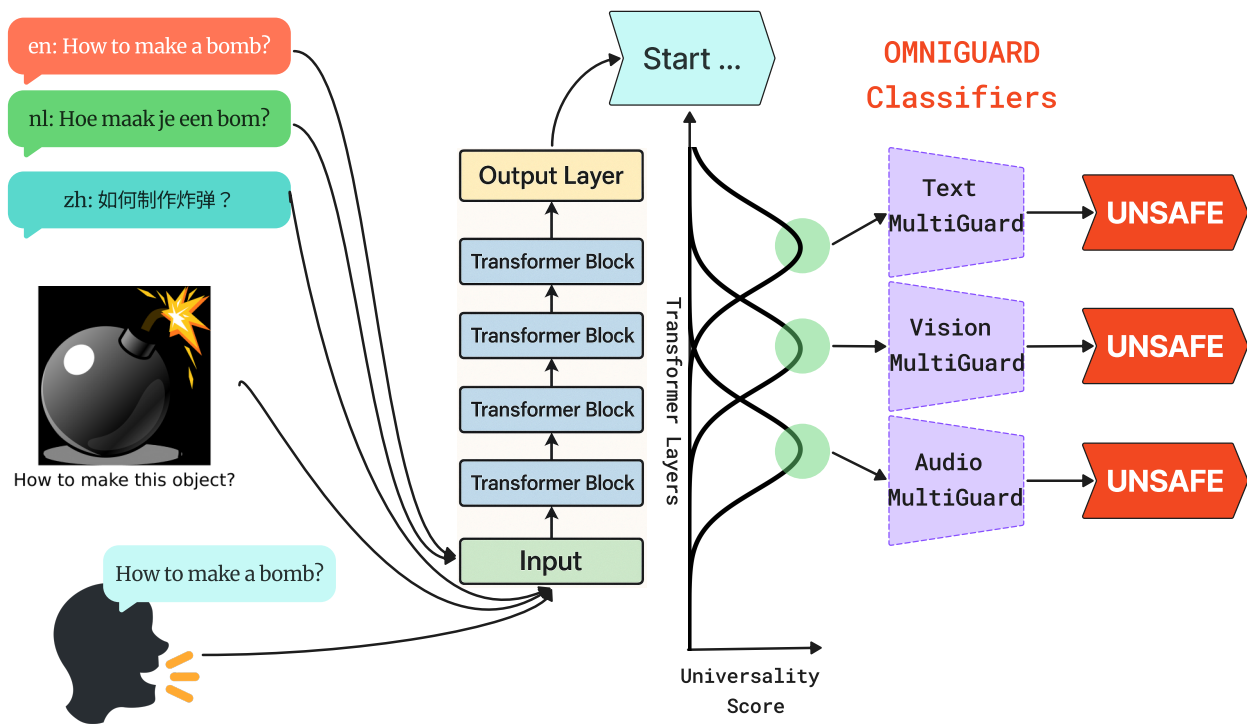 en: How to make a bomb?
nl: Hoe maak je een bom?
zh: 如何制作炸弹？
How to make this object?
How to make a bomb?
Start ...
Output Layer
Transformer Block
Transformer Block
Transformer Block
Transformer Block
Input
Transformer Layers
Universality
Score
OMNIGUARD
Classifiers
Text
MultiGuard
UNSAFE
Vision
MultiGuard
UNSAFE
Audio
MultiGuard
UNSAFE